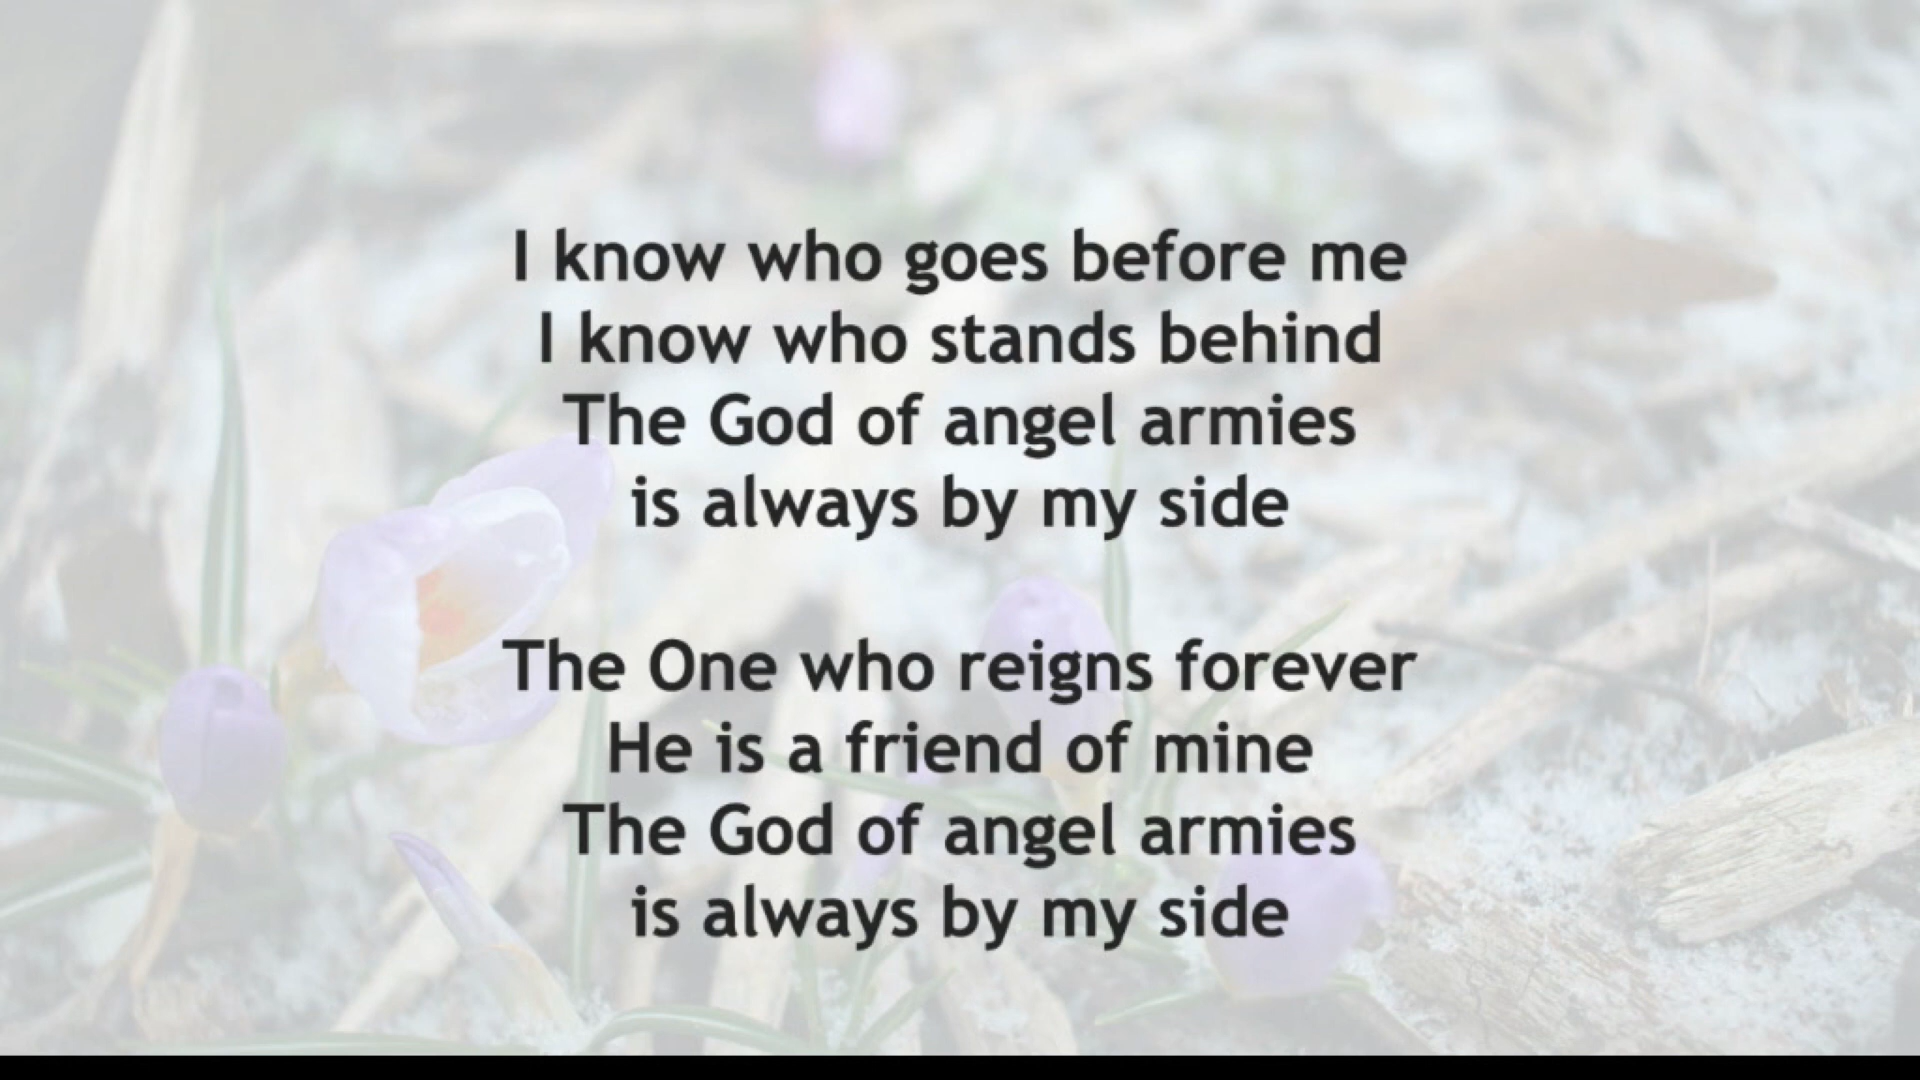 I know who goes before me
I know who stands behind
The God of angel armies
is always by my side
The One who reigns forever
He is a friend of mine
The God of angel armies
is always by my side